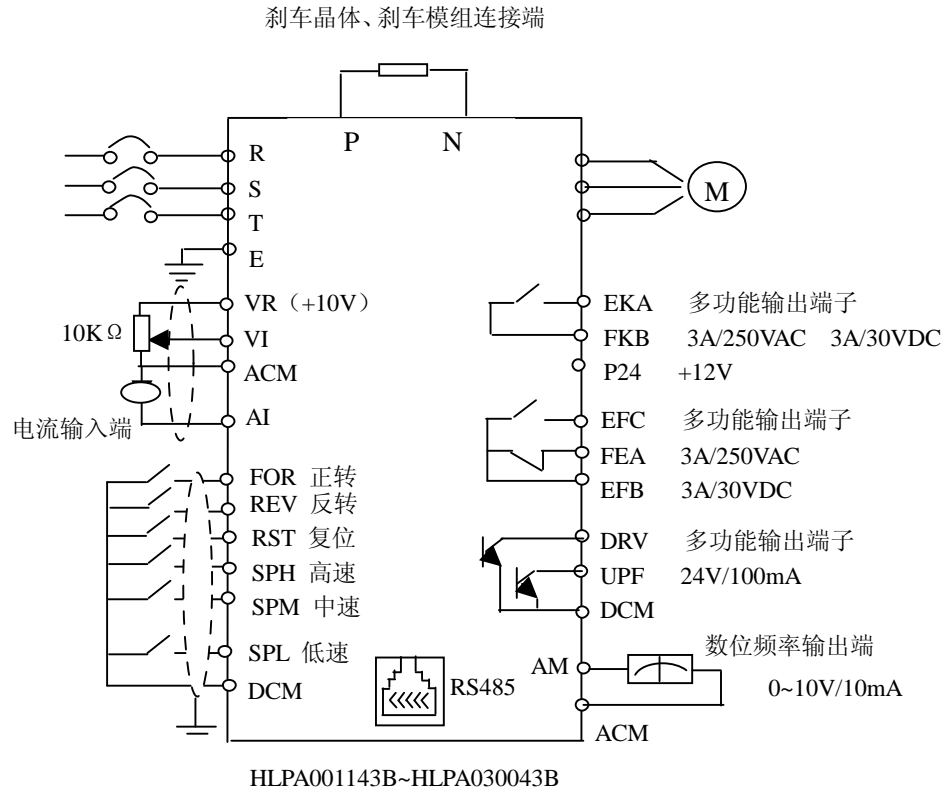 刹车晶体、刹车模组连接端
P N
R
S
T
E
M
VR（+10V）
10KΩ
VI
ACM
AI
电流输入端
FOR 正转
REV 反转
RST 复位
SPH 高速
SPM 中速
SPL 低速
DCM
RS485
EKA 多功能输出端子
FKB 3A/250VAC 3A/30VDC
P24 +12V
EFC 多功能输出端子
FEA 3A/250VAC
EFB 3A/30VDC
DRV 多功能输出端子
UPF 24V/100mA
DCM
数位频率输出端
AM
0~10V/10mA
ACM
HLPA001143B~HLPA030043B